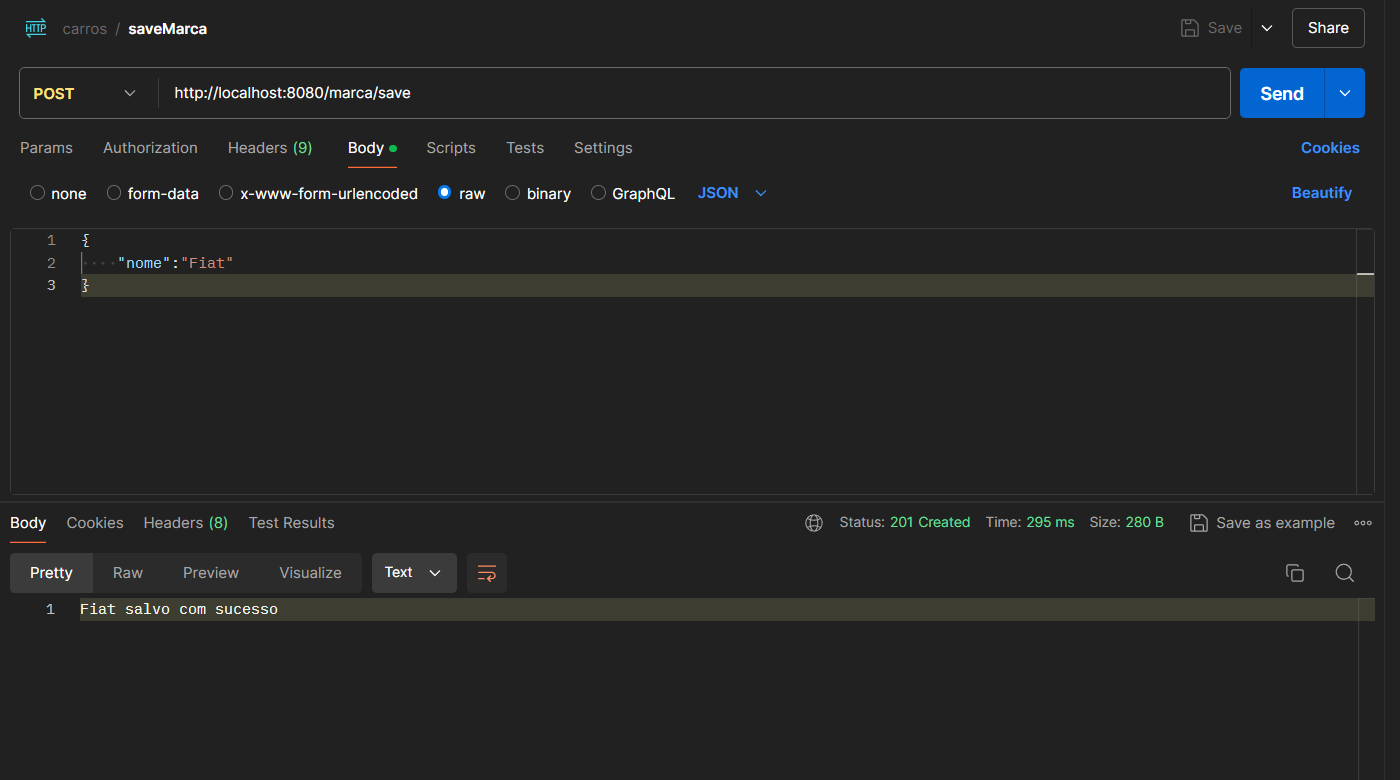 HTTP carros / saveMarca Save Share
POST http://localhost:8080/marca/save Send
Params Authorization Headers (9) Body Scripts Tests Settings Cookies
none form-data x-www-form-urlencoded raw binary GraphQL JSON Beautify
1 {
2 "nome":"Fiat"
3 }
Body Cookies Headers (8) Test Results Status: 201 Created Time: 295 ms Size: 280 B Save as example
Pretty Raw Preview Visualize Text
1 Fiat salvo com sucesso